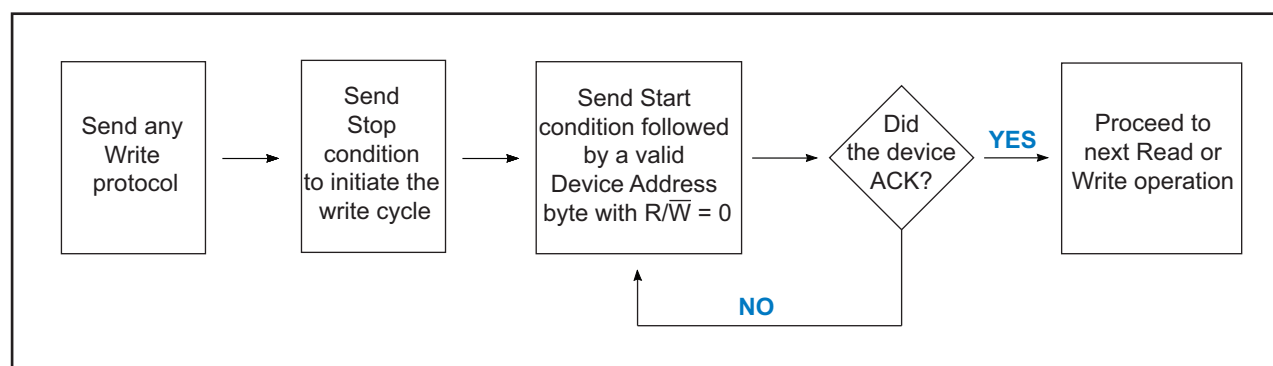 Send any
Write
protocol
Send
Stop
condition
to initiate the
write cycle
Send Start
condition followed
by a valid
Device Address
byte with R/W̅ = 0
Did
the device
ACK?
YES
NO
Proceed to
next Read or
Write operation